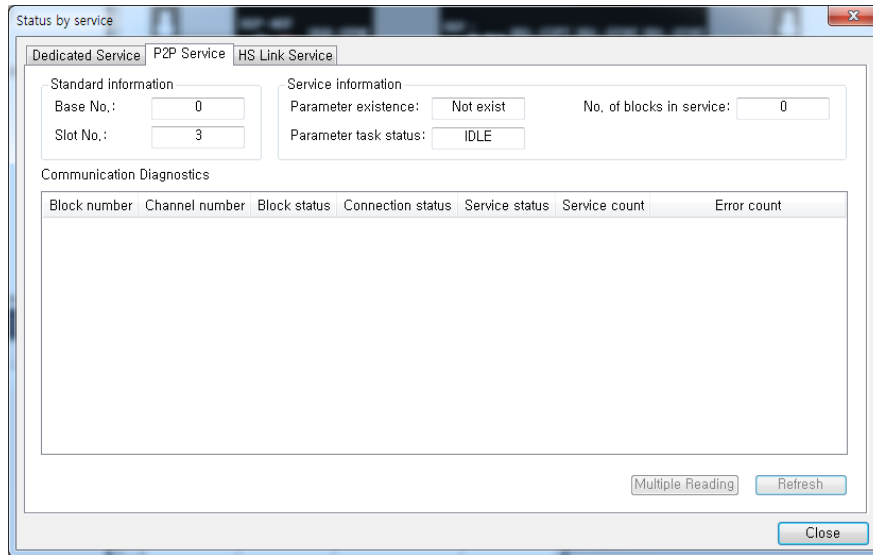 Status by service
Dedicated Service P2P Service HS Link Service
Standard information
Base No,: 0
Slot No,: 3
Service information
Parameter existence: Not exist No, of blocks in service: 0
Parameter task status: IDLE
Communication Diagnostics
Block number Channel number Block status Connection status Service status Service count Error count
Multiple Reading Refresh
Close